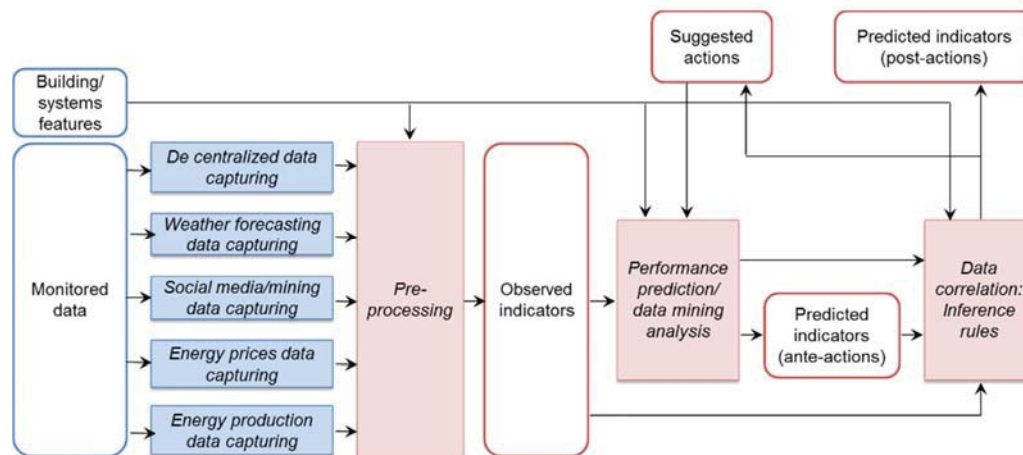 Building/
systems
features
Monitored
data
De centralized data
capturing
Weather forecasting
data capturing
Social media/mining
data capturing
Energy prices data
capturing
Energy production
data capturing
Pre-
processing
Observed
indicators
Suggested
actions
Performance
prediction/
data mining
analysis
Predicted
indicators
(ante-actions)
Predicted indicators
(post-actions)
Data
correlation:
Inference
rules